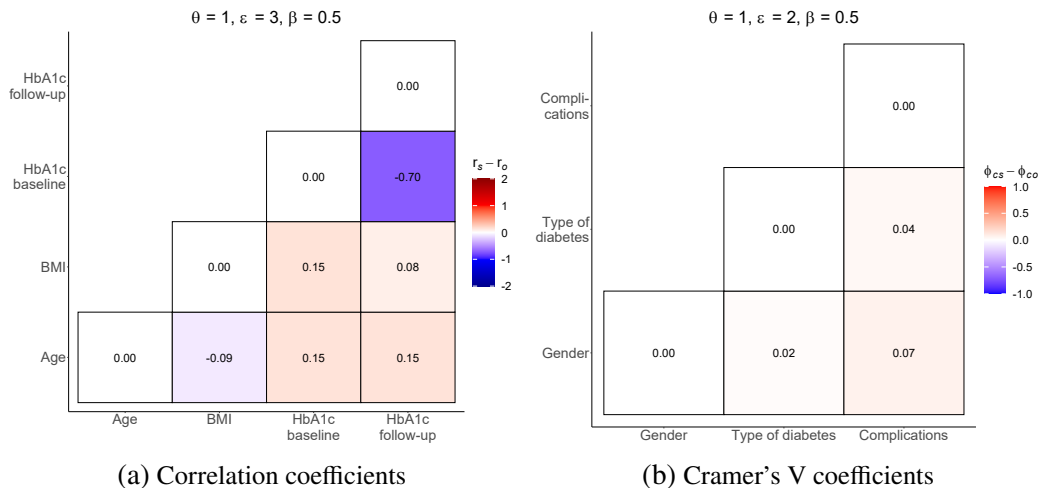 θ = 1, ε = 3, β = 0.5
HbA1c
follow-up
HbA1c
baseline
BMI
Age
0.00
0.00
-0.70
0.00
0.15
0.08
0.00
-0.09
0.15
0.15
Age
BMI
HbA1c
baseline
HbA1c
follow-up
r_s − r_o
2
1
0
-1
-2
(a) Correlation coefficients
θ = 1, ε = 2, β = 0.5
Compli-
cations
Type of
diabetes
Gender
0.00
0.00
0.04
0.00
0.02
0.07
Gender
Type of diabetes
Complications
ϕ_cs − ϕ_co
1.0
0.5
0.0
-0.5
-1.0
(b) Cramer's V coefficients